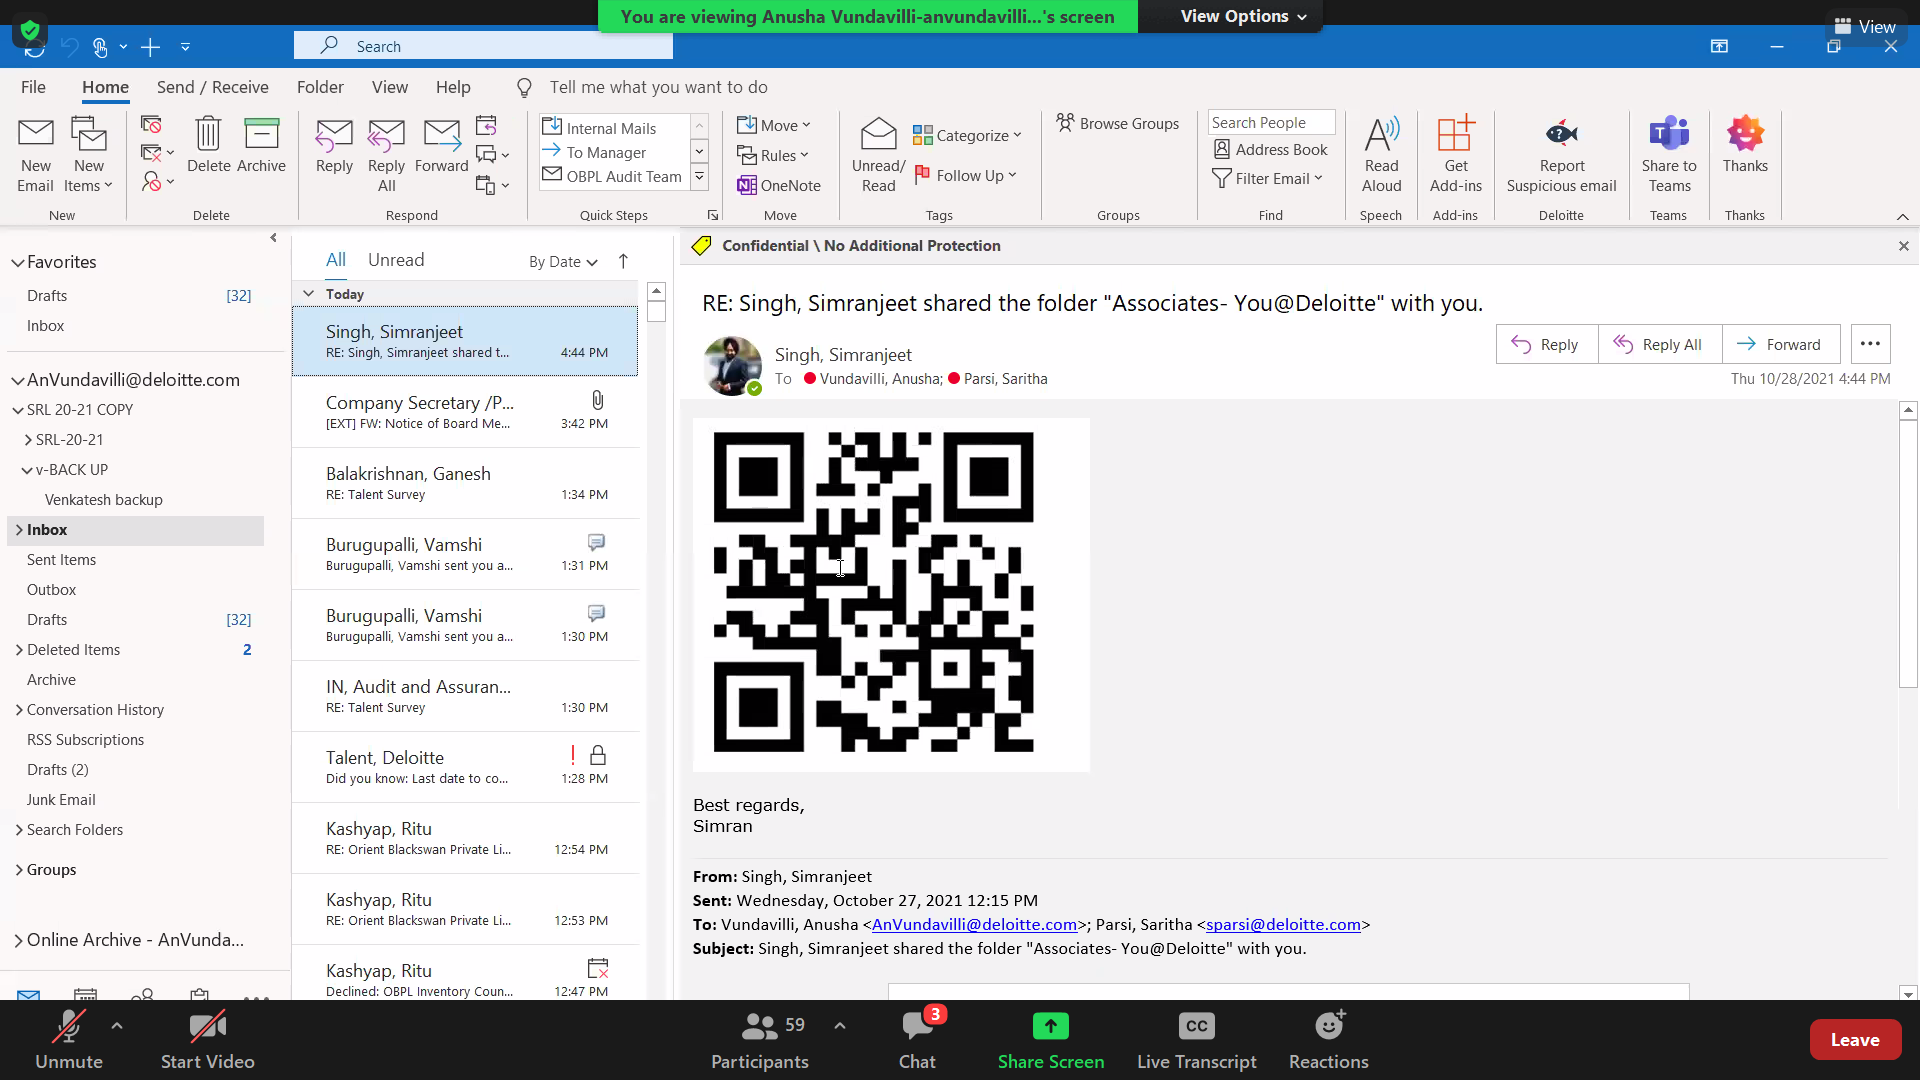 You are viewing Anusha Vundavilli-anvundavilli...'s screen
View Options
View
Search
File
Home
Send / Receive
Folder
View
Help
Tell me what you want to do
New Email
New Items
Delete
Archive
Reply
Reply All
Forward
Internal Mails
To Manager
OBPL Audit Team
Move
Rules
OneNote
Unread/ Read
Categorize
Follow Up
Browse Groups
Search People
Address Book
Filter Email
Read Aloud
Get Add-ins
Report Suspicious email
Share to Teams
Thanks
New
Delete
Respond
Quick Steps
Move
Tags
Groups
Find
Speech
Add-ins
Deloitte
Teams
Thanks
Favorites
Drafts [32]
Inbox
AnVundavilli@deloitte.com
SRL 20-21 COPY
SRL-20-21
v-BACK UP
Venkatesh backup
Inbox
Sent Items
Outbox
Drafts [32]
Deleted Items 2
Archive
Conversation History
RSS Subscriptions
Drafts (2)
Junk Email
Search Folders
Groups
Online Archive - AnVunda...
All
Unread
By Date
Today
Singh, Simranjeet
RE: Singh, Simranjeet shared t... 4:44 PM
Company Secretary /P...
[EXT] FW: Notice of Board Me... 3:42 PM
Balakrishnan, Ganesh
RE: Talent Survey 1:34 PM
Burugupalli, Vamshi
Burugupalli, Vamshi sent you a... 1:31 PM
Burugupalli, Vamshi
Burugupalli, Vamshi sent you a... 1:30 PM
IN, Audit and Assuran...
RE: Talent Survey 1:30 PM
Talent, Deloitte
Did you know: Last date to co... 1:28 PM
Kashyap, Ritu
RE: Orient Blackswan Private Li... 12:54 PM
Kashyap, Ritu
RE: Orient Blackswan Private Li... 12:53 PM
Kashyap, Ritu
Declined: OBPL Inventory Coun... 12:47 PM
Confidential \ No Additional Protection
RE: Singh, Simranjeet shared the folder "Associates- You@Deloitte" with you.
Singh, Simranjeet
To Vundavilli, Anusha; Parsi, Saritha
Reply
Reply All
Forward
Thu 10/28/2021 4:44 PM
Best regards,
Simran
From: Singh, Simranjeet
Sent: Wednesday, October 27, 2021 12:15 PM
To: Vundavilli, Anusha <AnVundavilli@deloitte.com>; Parsi, Saritha <sparsi@deloitte.com>
Subject: Singh, Simranjeet shared the folder "Associates- You@Deloitte" with you.
Unmute
Start Video
59
Participants
3
Chat
Share Screen
CC
Live Transcript
Reactions
Leave